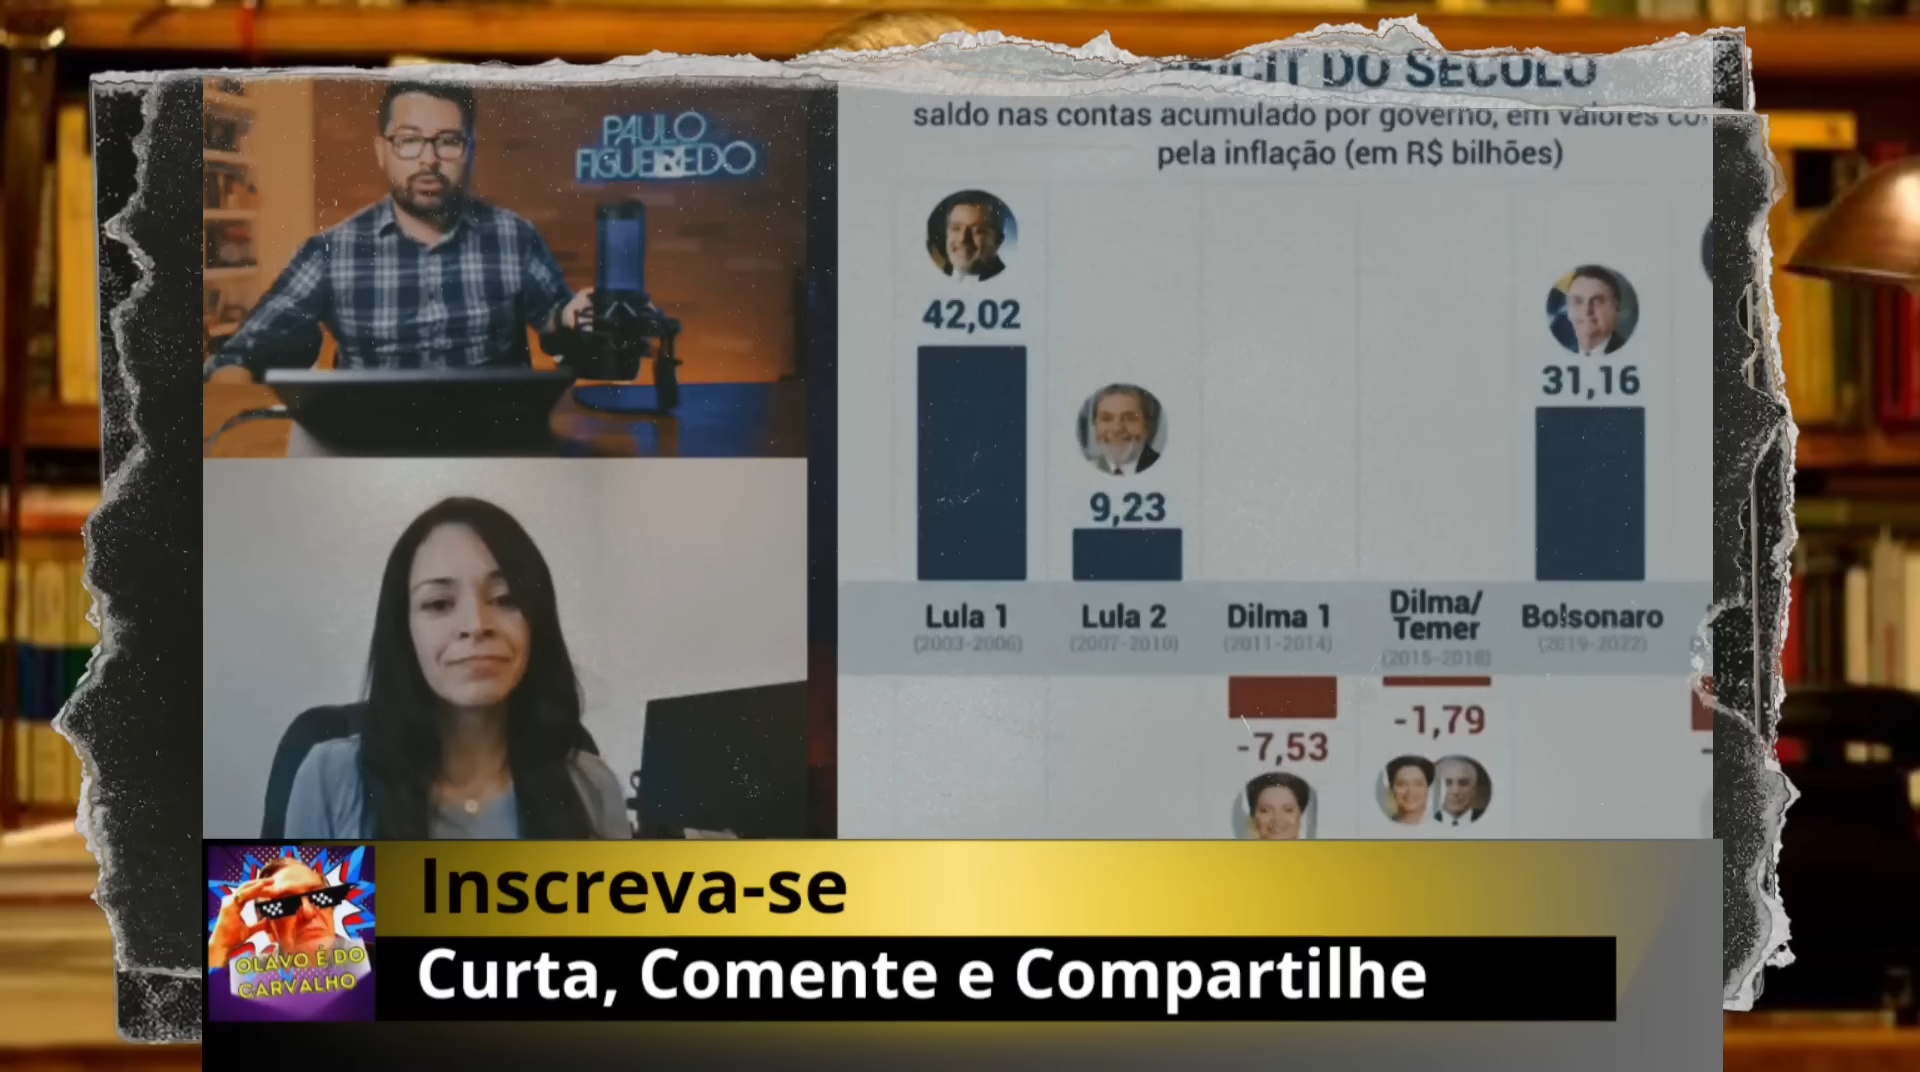 PAULO
FIGUEIREDO
DO SÉCULO
saldo nas contas acumulado por governo, em valores
pela inflação (em R$ bilhões)
42,02
9,23
31,16
Lula 1
(2003-2006)
Lula 2
(2007-2010)
Dilma 1
(2011-2014)
Dilma/
Temer
(2015-2018)
Bolsonaro
(2019-2022)
-7,53
-1,79
Inscreva-se
Curta, Comente e Compartilhe
OLAVO É DO
CARVALHO